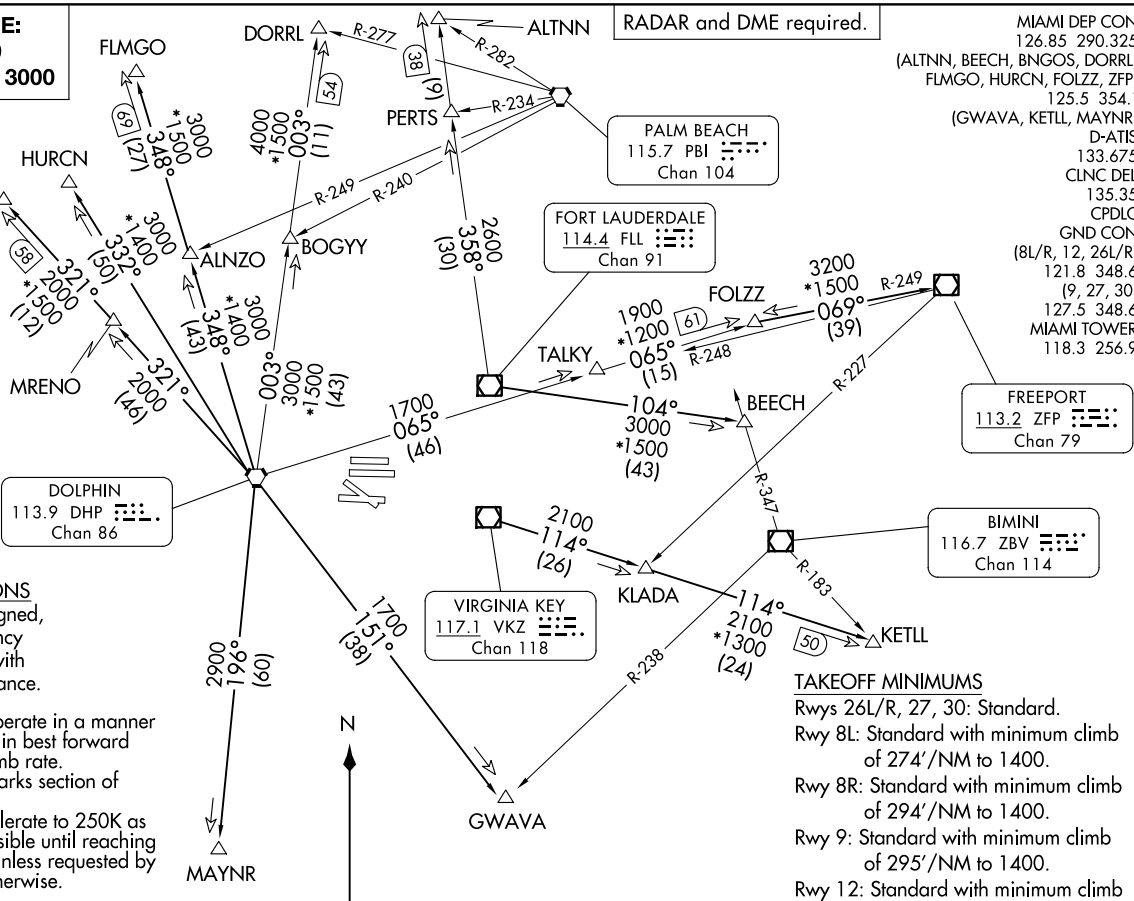 E:
)
3000
RADAR and DME required.
MIAMI DEP CON
126.85 290.325
(ALTNN, BEECH, BNGOS, DORRL
FLMGO, HURCN, FOLZZ, ZFP
125.5 354.
(GWAVA, KETLL, MAYNR
D-ATIS
133.675
CLNC DEL
135.35
CPDLC
GND CON
(8L/R, 12, 26L/R
121.8 348.6
(9, 27, 30
127.5 348.6
MIAMI TOWER
118.3 256.9
FLMGO
DORRL
ALTNN
R-277
R-282
R-234
PERTS
38
(9)
54
4000
*1500
003°
(11)
3000
*1500
348°
(27)
69
HURCN
PALM BEACH
115.7 PBI
Chan 104
R-249
R-240
BOGYY
ALNZO
3000
*1400
332°
(50)
58
321°
2000
*1500
(12)
MRENO
321°
2000
(46)
3000
*1400
348°
(43)
003°
3000
*1500
(43)
2600
358°
(30)
FORT LAUDERDALE
114.4 FLL
Chan 91
FOLZZ
3200
*1500
069°
(39)
R-249
1900
*1200
065°
(15)
61
R-248
TALKY
R-227
FREEPORT
113.2 ZFP
Chan 79
1700
065°
(46)
104°
3000
*1500
(43)
BEECH
R-347
DOLPHIN
113.9 DHP
Chan 86
2100
114°
(26)
KLADA
BIMINI
116.7 ZBV
Chan 114
R-183
VIRGINIA KEY
117.1 VKZ
Chan 118
114°
2100
*1300
(24)
50
KETLL
R-238
1700
151°
(38)
2900
196°
(60)
N
GWAVA
MAYNR
ONS
gned,
ncy
with
ance.
perate in a manner
in best forward
mb rate.
arks section of
lerate to 250K as
sible until reaching
unless requested by
herwise.
TAKEOFF MINIMUMS
Rwys 26L/R, 27, 30: Standard.
Rwy 8L: Standard with minimum climb
of 274'/NM to 1400.
Rwy 8R: Standard with minimum climb
of 294'/NM to 1400.
Rwy 9: Standard with minimum climb
of 295'/NM to 1400.
Rwy 12: Standard with minimum climb